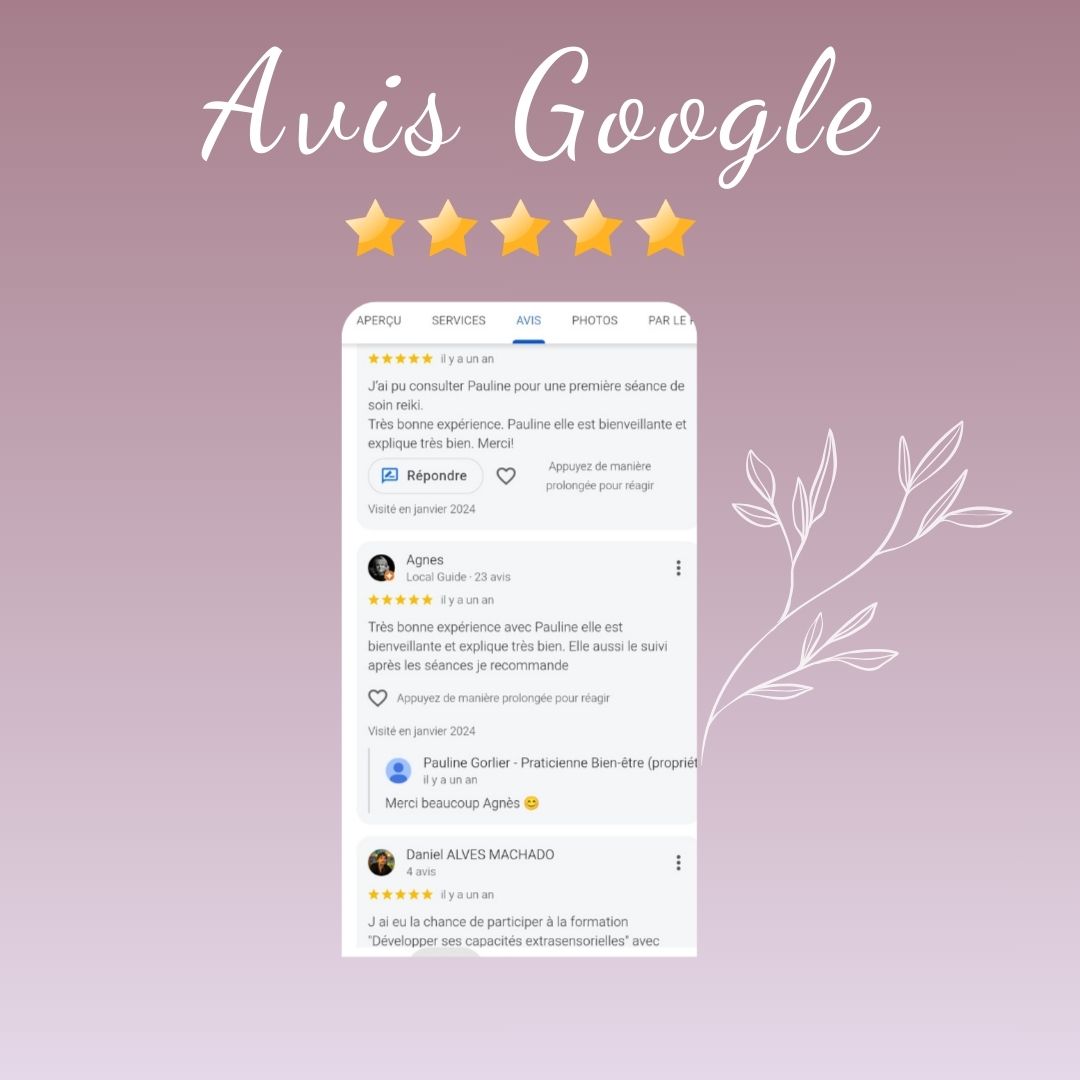 Avis Google
APERÇU SERVICES AVIS PHOTOS PAR LE
il y a un an
J'ai pu consulter Pauline pour une première séance de
soin reiki.
Très bonne expérience. Pauline elle est bienveillante et
explique très bien. Merci!
Répondre
Appuyez de manière
prolongée pour réagir
Visité en janvier 2024
Agnes
Local Guide · 23 avis
il y a un an
Très bonne expérience avec Pauline elle est
bienveillante et explique très bien. Elle aussi le suivi
après les séances je recommande
Appuyez de manière prolongée pour réagir
Visité en janvier 2024
Pauline Gorlier - Praticienne Bien-être (propriét
il y a un an
Merci beaucoup Agnès 😊
Daniel ALVES MACHADO
4 avis
il y a un an
J ai eu la chance de participer à la formation
"Développer ses capacités extrasensorielles" avec